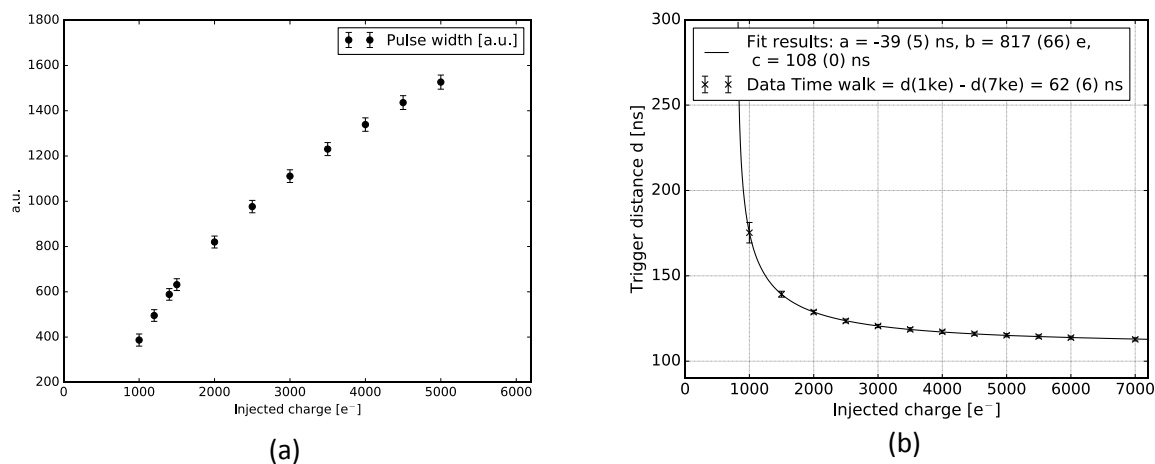 1800
1600
1400
1200
1000
800
600
400
200
a.u.
Pulse width [a.u.]
0 1000 2000 3000 4000 5000 6000
Injected charge [e⁻]
(a)
300
250
200
150
100
Trigger distance d [ns]
Fit results: a = -39 (5) ns, b = 817 (66) e,
c = 108 (0) ns
Data Time walk = d(1ke) - d(7ke) = 62 (6) ns
0 1000 2000 3000 4000 5000 6000 7000
Injected charge [e⁻]
(b)